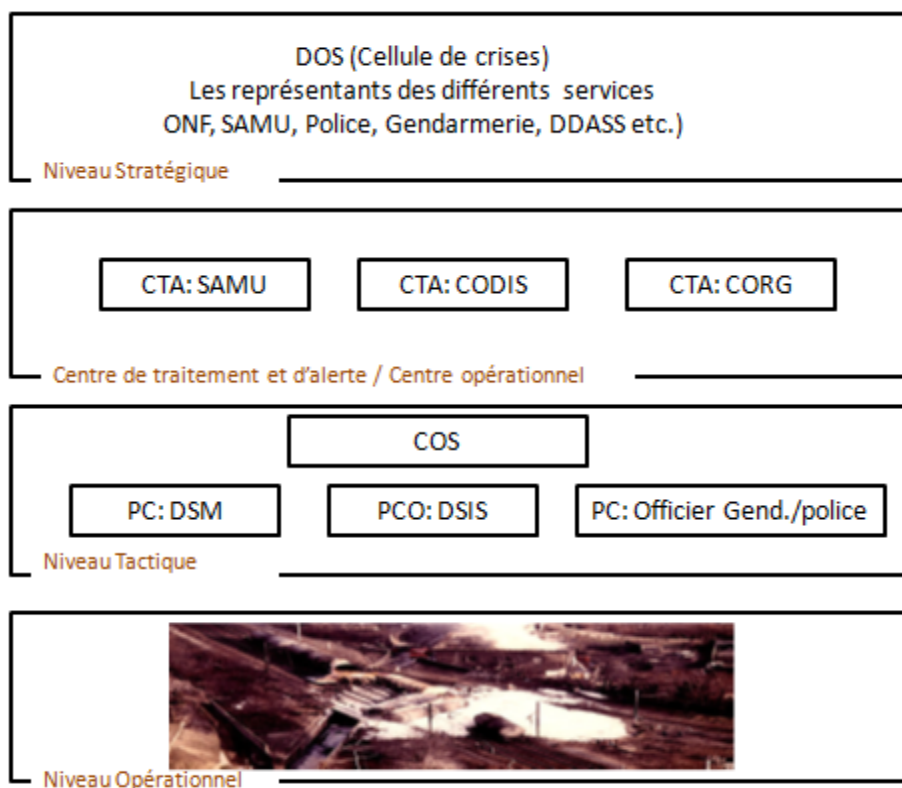 DOS (Cellule de crises)
Les représentants des différents services
ONF, SAMU, Police, Gendarmerie, DDASS etc.)
Niveau Stratégique
CTA: SAMU
CTA: CODIS
CTA: CORG
Centre de traitement et d'alerte / Centre opérationnel
COS
PC: DSM
PCO: DSIS
PC: Officier Gend./police
Niveau Tactique
Niveau Opérationnel